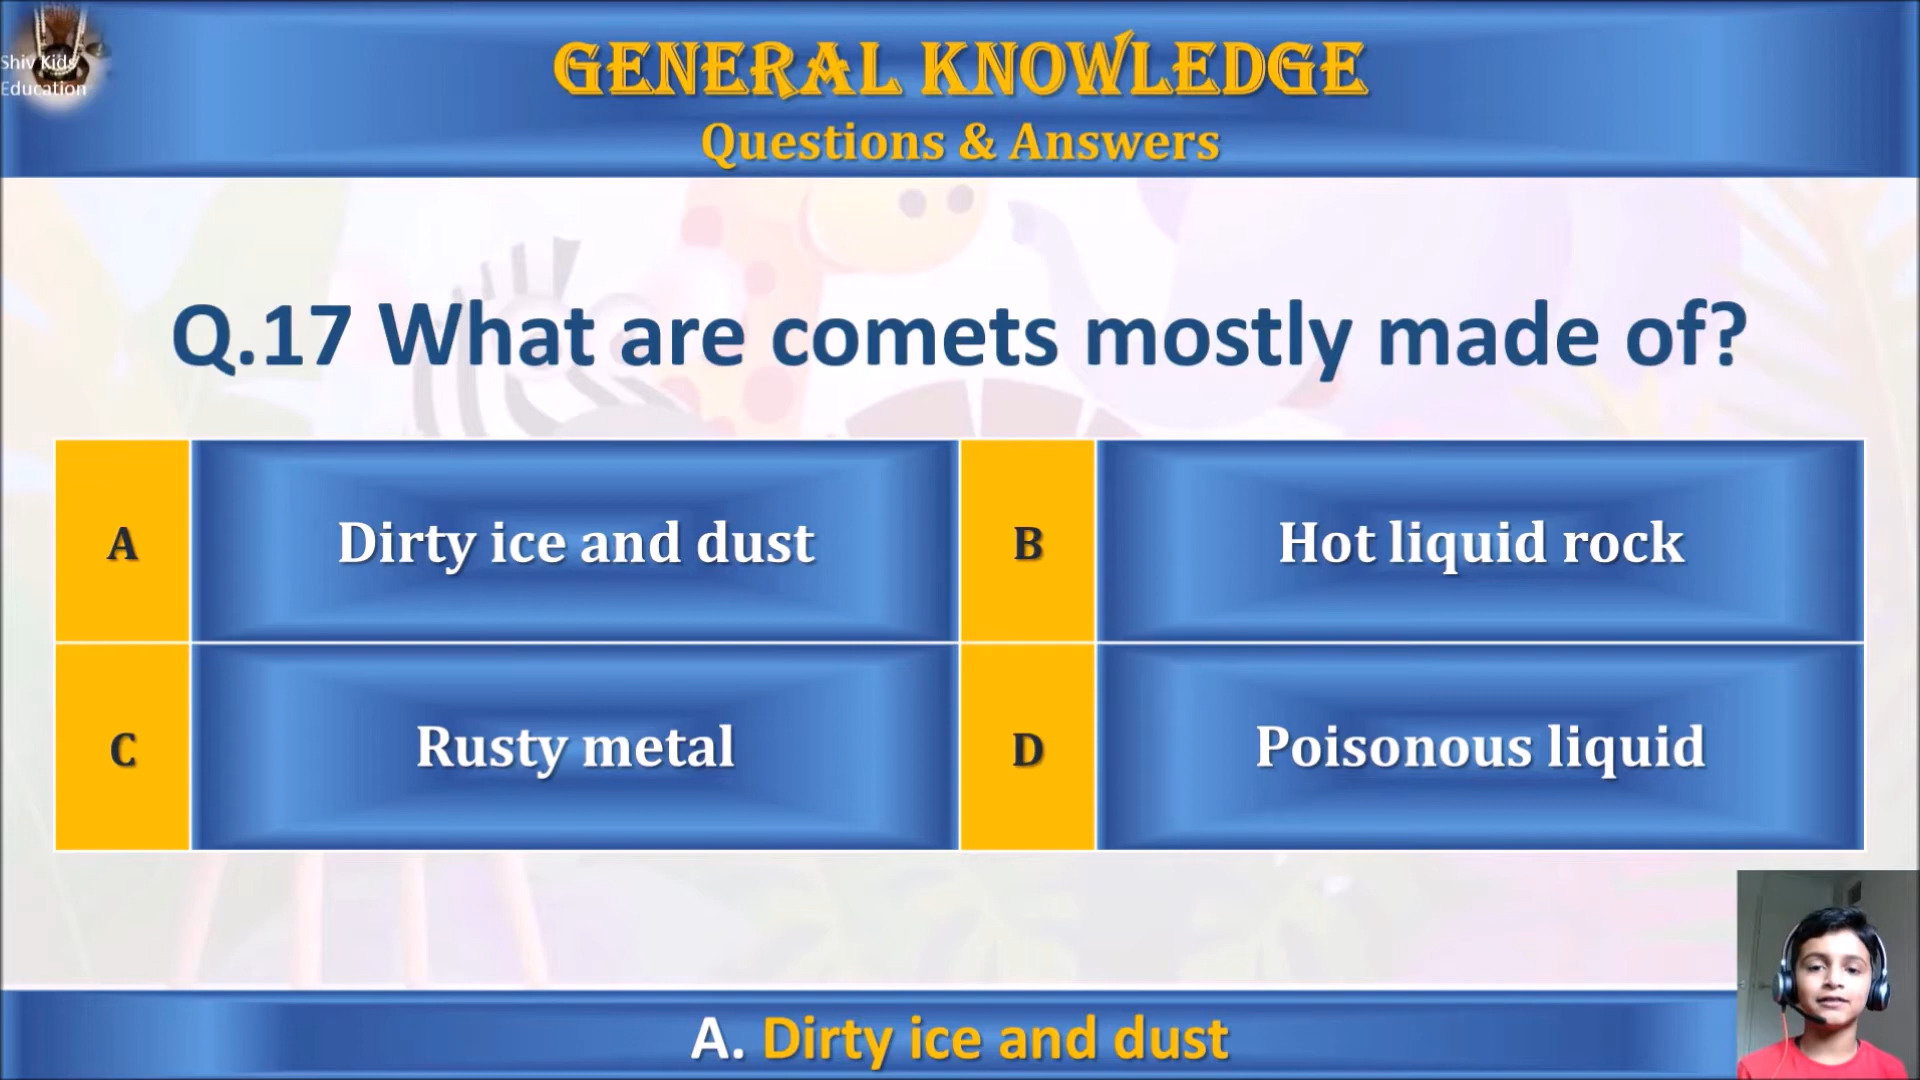 Shiv Kids
Education
GENERAL KNOWLEDGE
Questions & Answers
Q.17 What are comets mostly made of?
A
Dirty ice and dust
B
Hot liquid rock
C
Rusty metal
D
Poisonous liquid
A. Dirty ice and dust